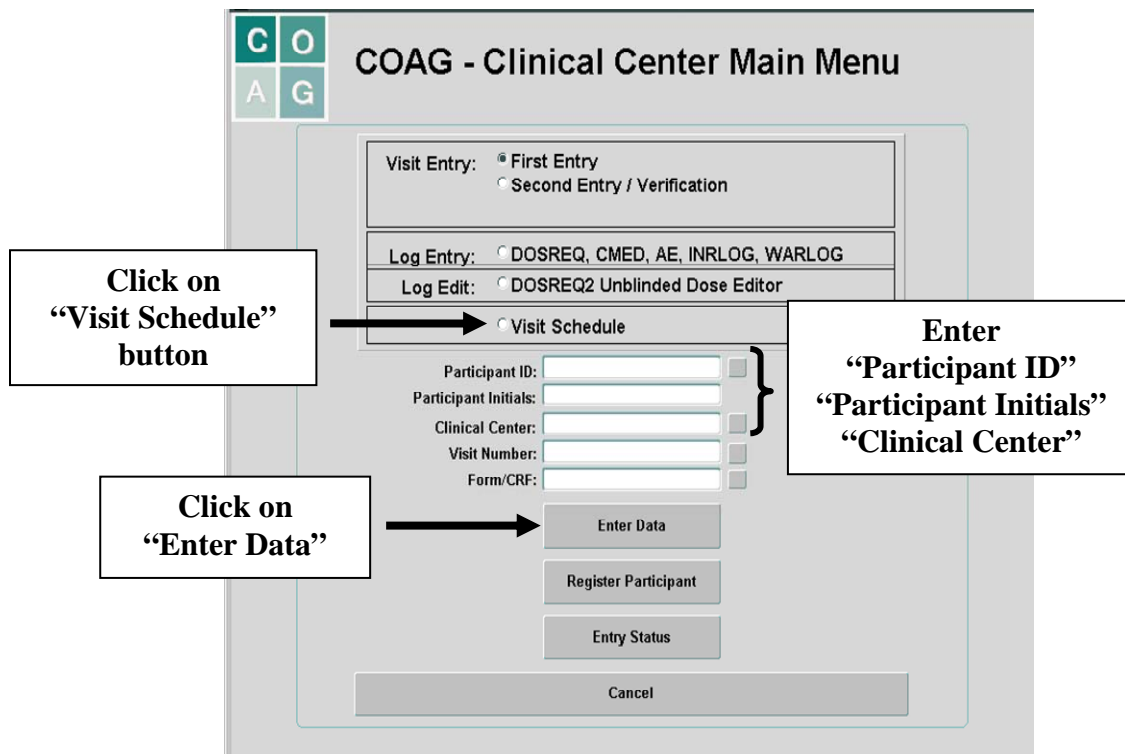 C O
A G
COAG - Clinical Center Main Menu
Visit Entry: First Entry
Second Entry / Verification
Log Entry: DOSREQ, CMED, AE, INRLOG, WARLOG
Log Edit: DOSREQ2 Unblinded Dose Editor
Visit Schedule
Click on
“Visit Schedule”
button
Enter
“Participant ID”
“Participant Initials”
“Clinical Center”
Participant ID:
Participant Initials:
Clinical Center:
Visit Number:
Form/CRF:
Click on
“Enter Data”
Enter Data
Register Participant
Entry Status
Cancel